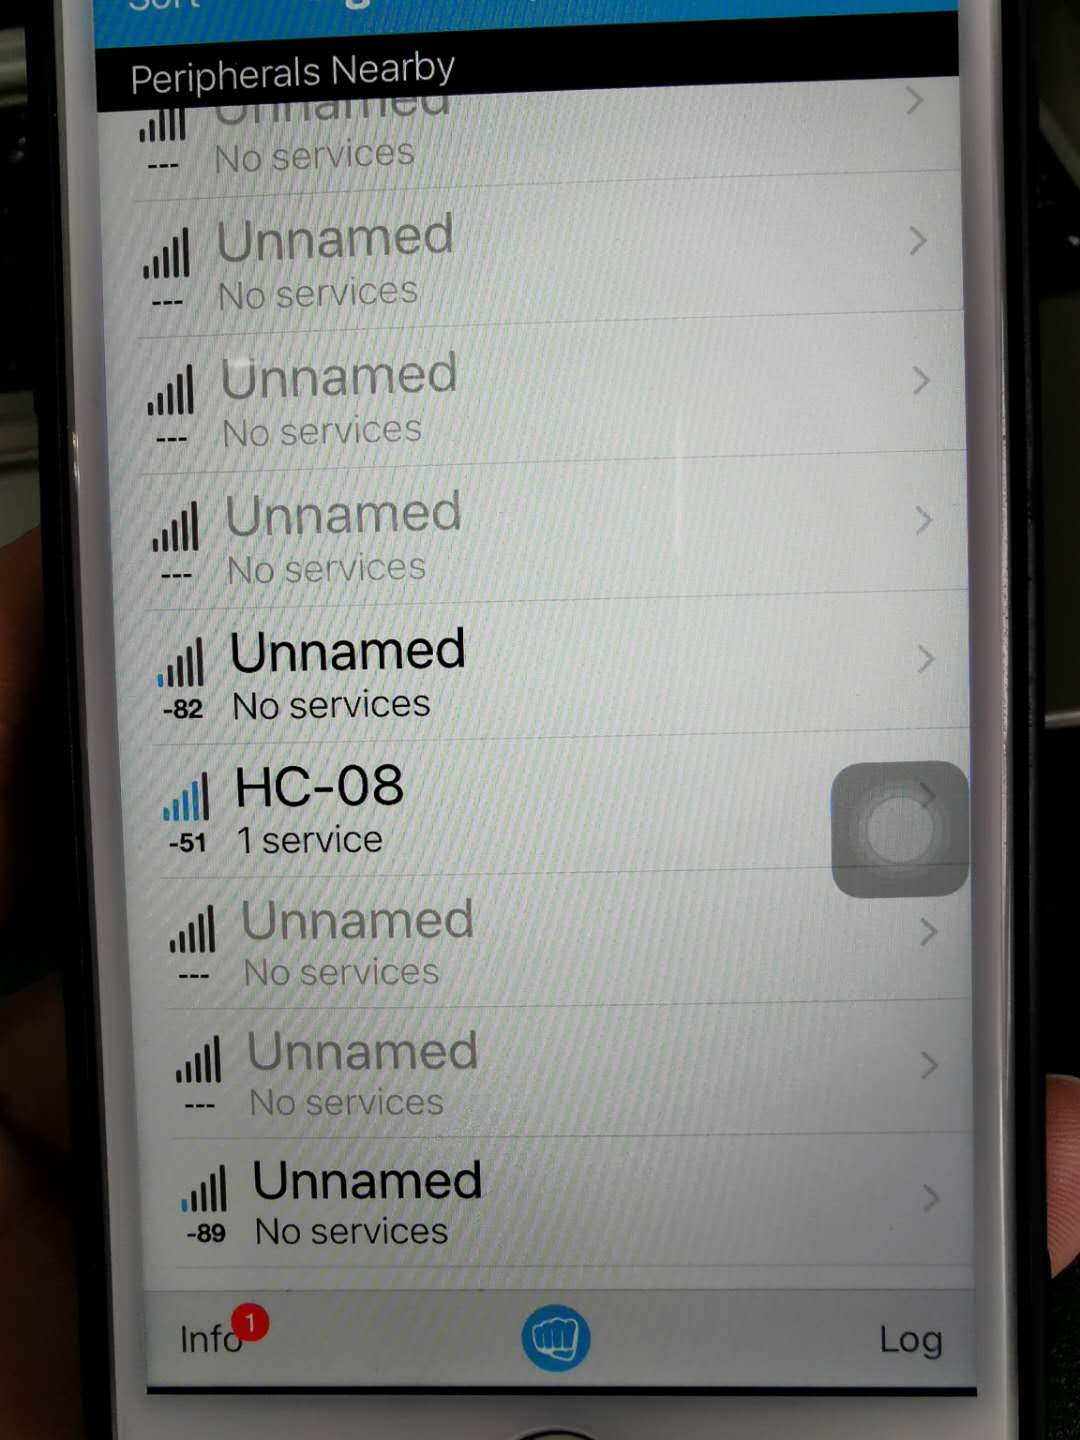 Sort
Peripherals Nearby
Unnamed
---
No services
Unnamed
---
No services
Unnamed
---
No services
Unnamed
---
No services
Unnamed
-82
No services
HC-08
-51
1 service
Unnamed
---
No services
Unnamed
---
No services
Unnamed
-89
No services
Info
1
Log